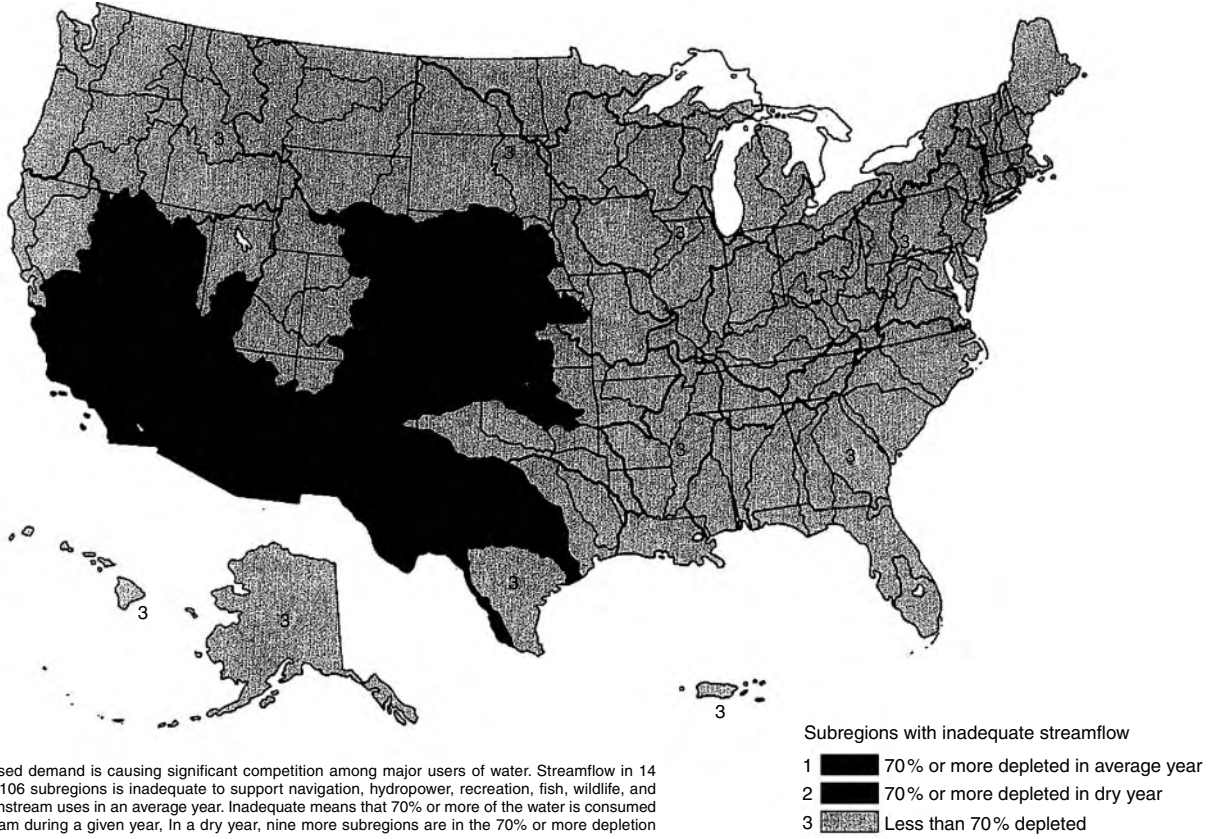 3
3
3
3
3
3
3
3
3
3
Subregions with inadequate streamflow
1 70% or more depleted in average year
2 70% or more depleted in dry year
3 Less than 70% depleted
sed demand is causing significant competition among major users of water. Streamflow in 14
106 subregions is inadequate to support navigation, hydropower, recreation, fish, wildlife, and
nstream uses in an average year. Inadequate means that 70% or more of the water is consumed
am during a given year, In a dry year, nine more subregions are in the 70% or more depletion